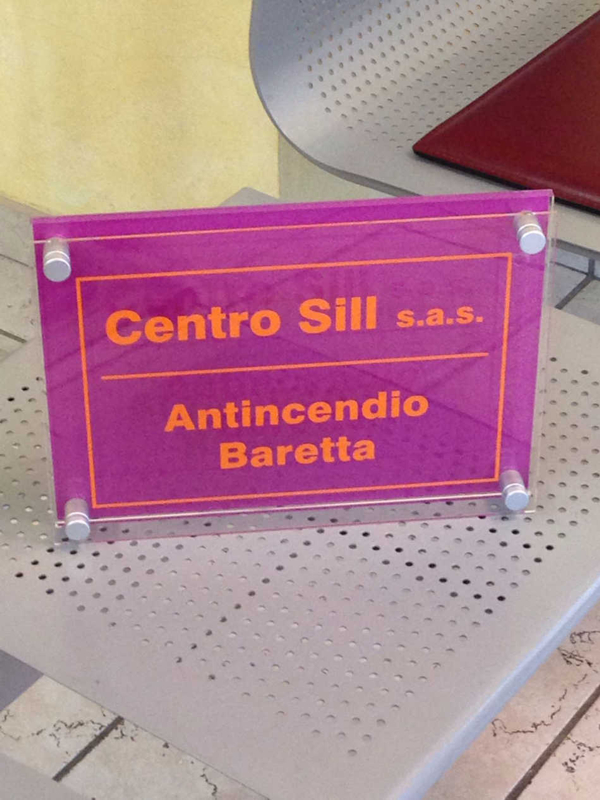 Centro Sill s.a.s.
Antincendio
Baretta